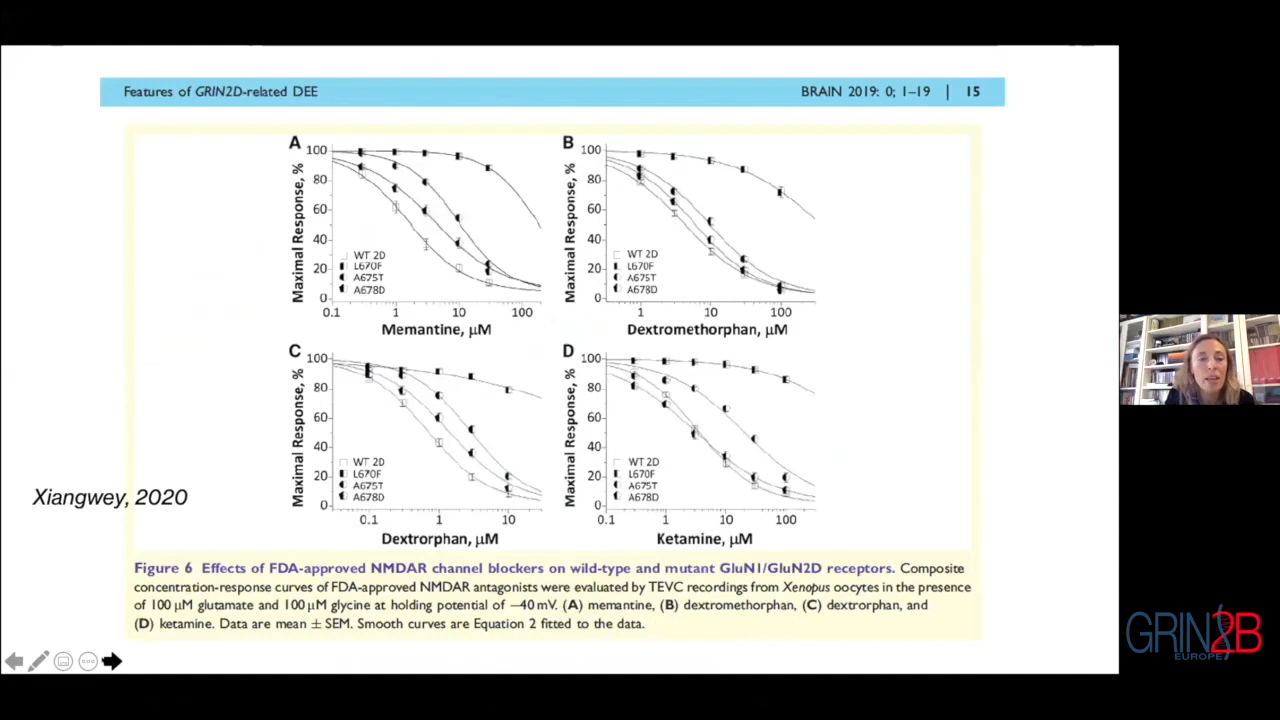 Features of GRIN2D-related DEE
BRAIN 2019: 0; 1–19 | 15
A
100
80
60
40
20
0
Maximal Response, %
WT 2D
L670F
A675T
A678D
0.1 1 10 100
Memantine, μM
B
100
80
60
40
20
0
Maximal Response, %
WT 2D
L670F
A675T
A678D
1 10 100
Dextromethorphan, μM
C
100
80
60
40
20
0
Maximal Response, %
WT 2D
L670F
A675T
A678D
0.1 1 10
Dextrorphan, μM
D
100
80
60
40
20
0
Maximal Response, %
WT 2D
L670F
A675T
A678D
0.1 1 10 100
Ketamine, μM
Xiangwey, 2020
Figure 6 Effects of FDA-approved NMDAR channel blockers on wild-type and mutant GluN1/GluN2D receptors. Composite
concentration-response curves of FDA-approved NMDAR antagonists were evaluated by TEVC recordings from Xenopus oocytes in the presence
of 100 μM glutamate and 100 μM glycine at holding potential of −40 mV. (A) memantine, (B) dextromethorphan, (C) dextrorphan, and
(D) ketamine. Data are mean ± SEM. Smooth curves are Equation 2 fitted to the data.
GRIN2B
EUROPE